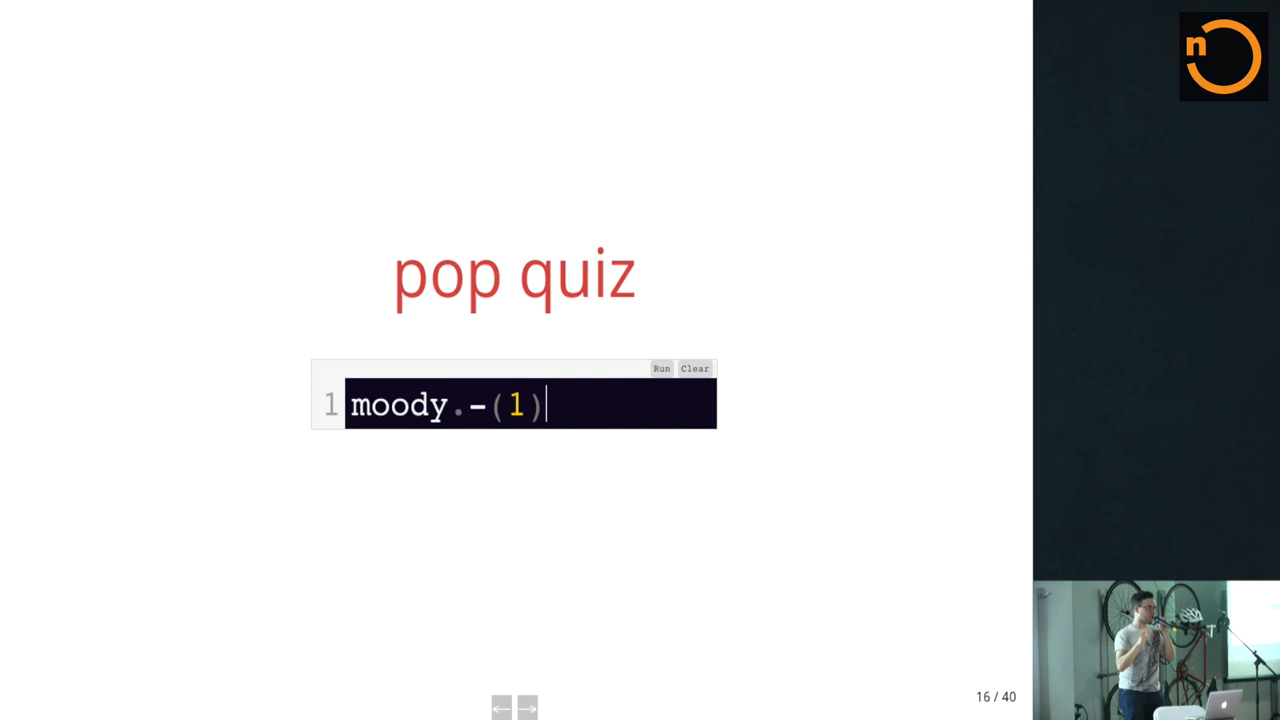 n
pop quiz
Run Clear
1 moody.-(1)
← →
16 / 40